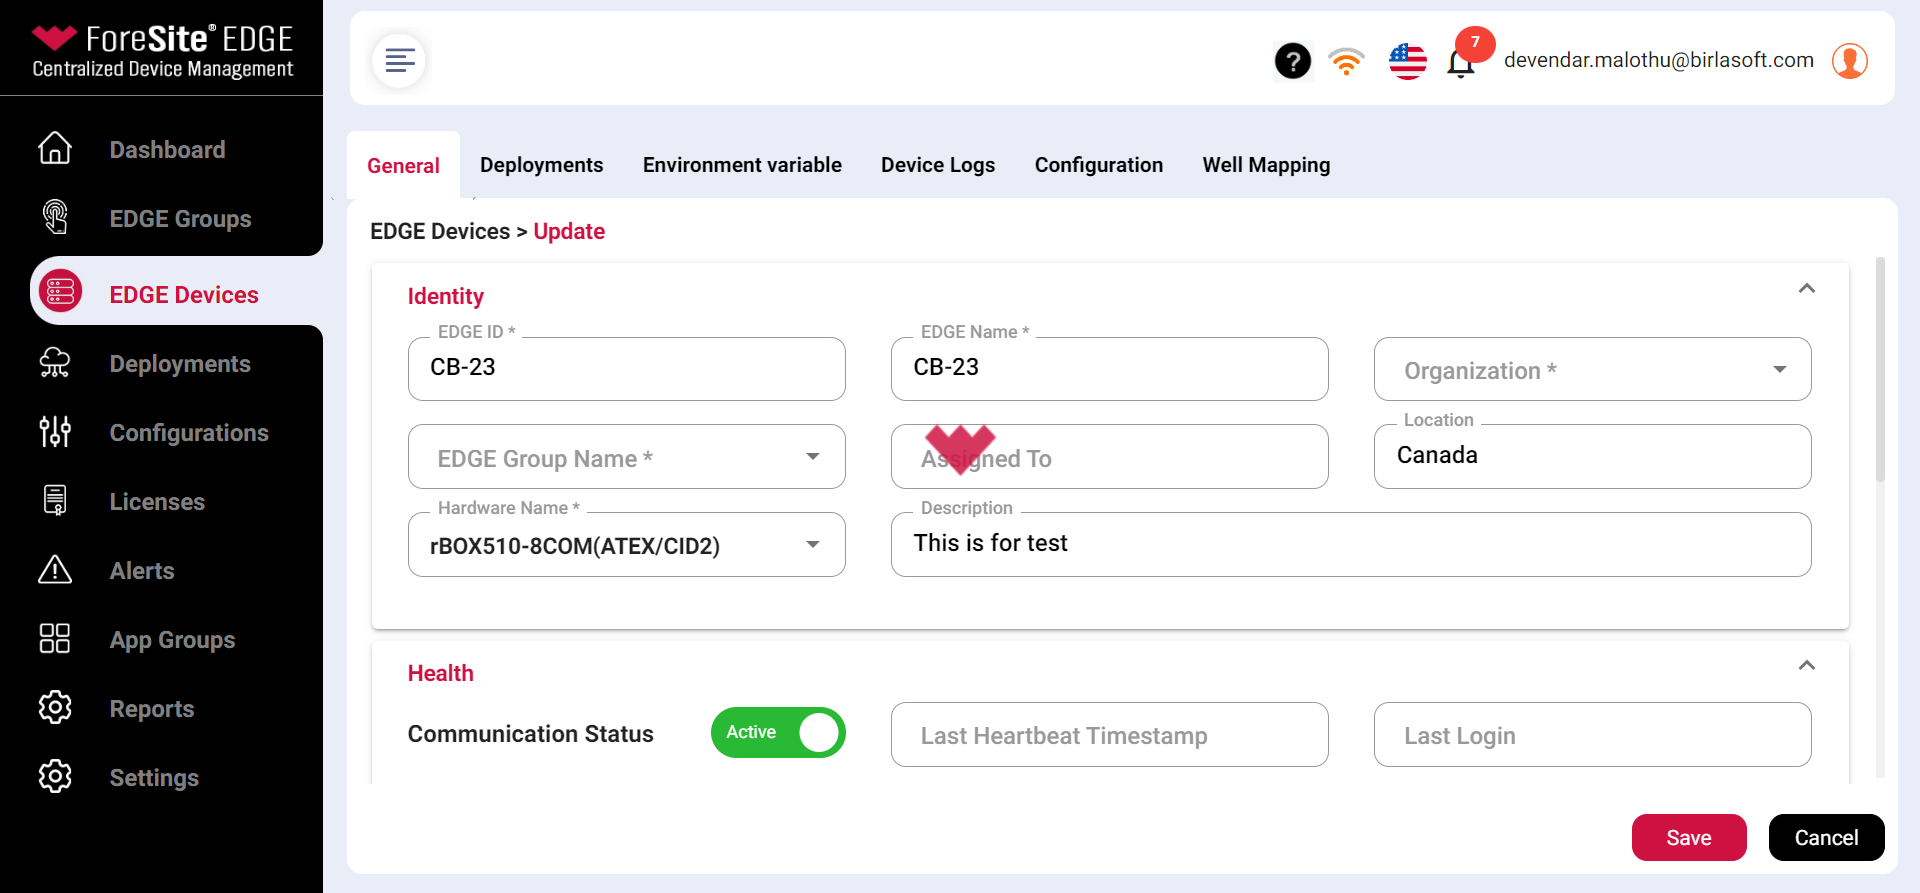 ForeSite® EDGE
Centralized Device Management
?
7
devendar.malothu@birlasoft.com
Dashboard
EDGE Groups
EDGE Devices
Deployments
Configurations
Licenses
Alerts
App Groups
Reports
Settings
General
Deployments
Environment variable
Device Logs
Configuration
Well Mapping
EDGE Devices > Update
Identity
EDGE ID *
CB-23
EDGE Name *
CB-23
Organization *
EDGE Group Name *
Assigned To
Location
Canada
Hardware Name *
rBOX510-8COM(ATEX/CID2)
Description
This is for test
Health
Communication Status
Active
Last Heartbeat Timestamp
Last Login
Save
Cancel